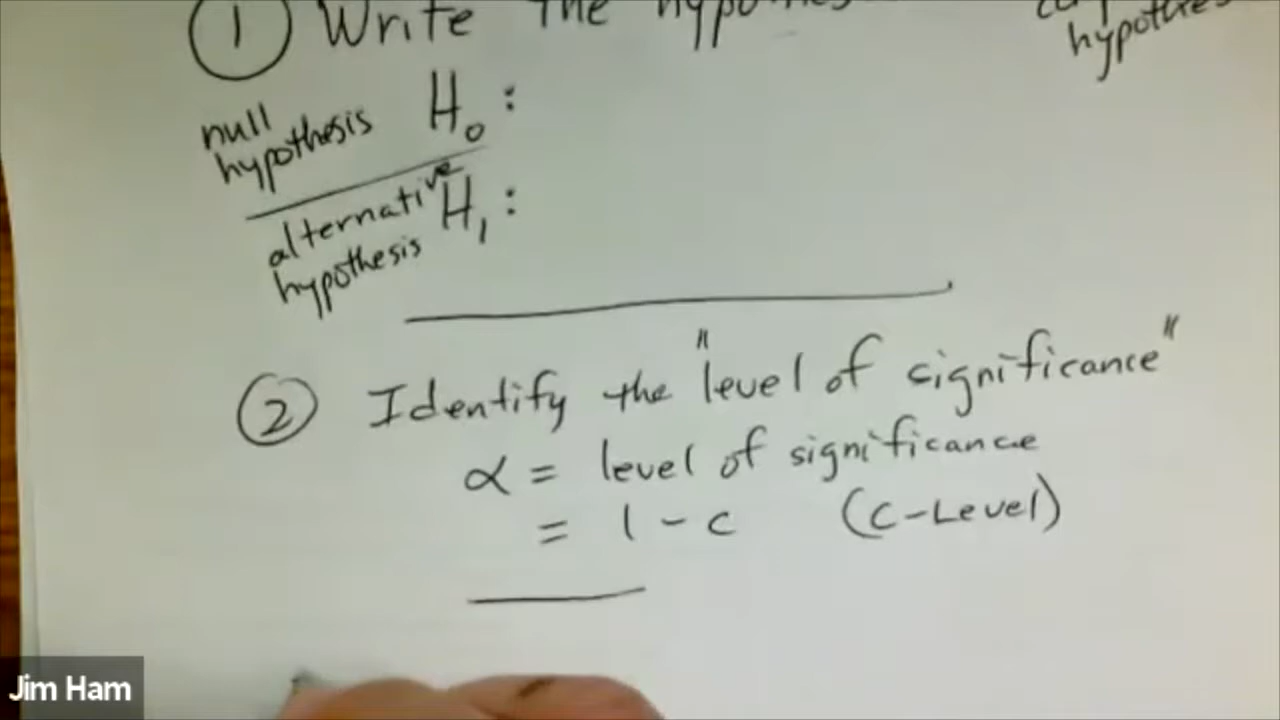 1 Write the
hypothesis
null
hypothesis H₀:
alternative
hypothesis H₁:
2 Identify the "level of significance"
α = level of significance
= 1 - c (C-Level)
Jim Ham